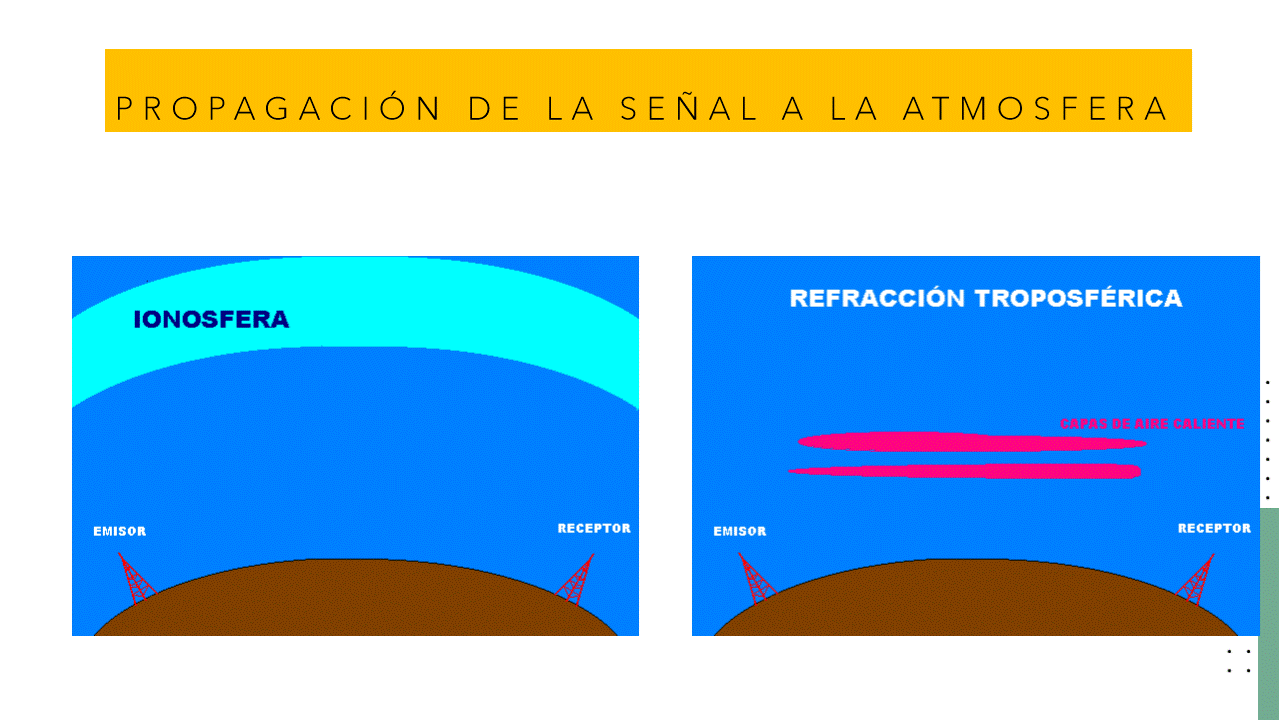 PROPAGACIÓN DE LA SEÑAL A LA ATMOSFERA
IONOSFERA
EMISOR
RECEPTOR
REFRACCIÓN TROPOSFÉRICA
CAPAS DE AIRE CALIENTE
EMISOR
RECEPTOR